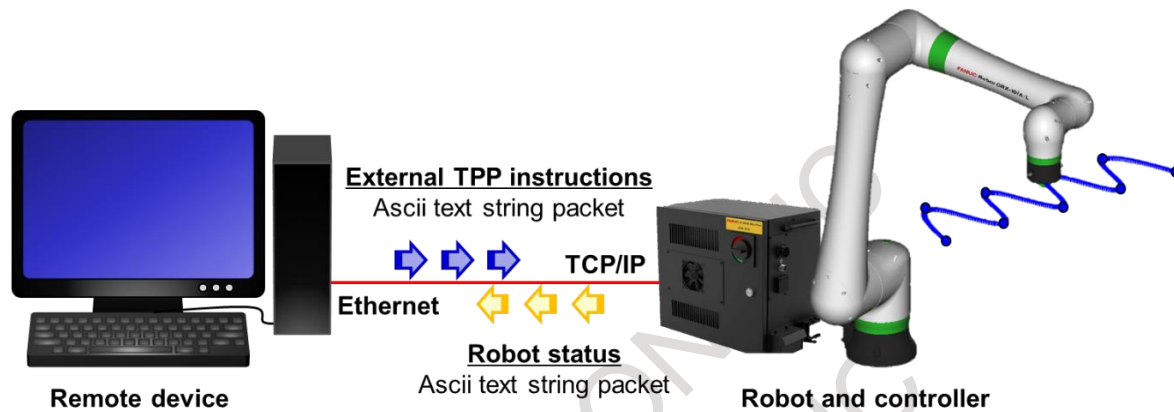 External TPP instructions
Ascii text string packet
TCP/IP
Ethernet
Robot status
Ascii text string packet
Remote device
Robot and controller